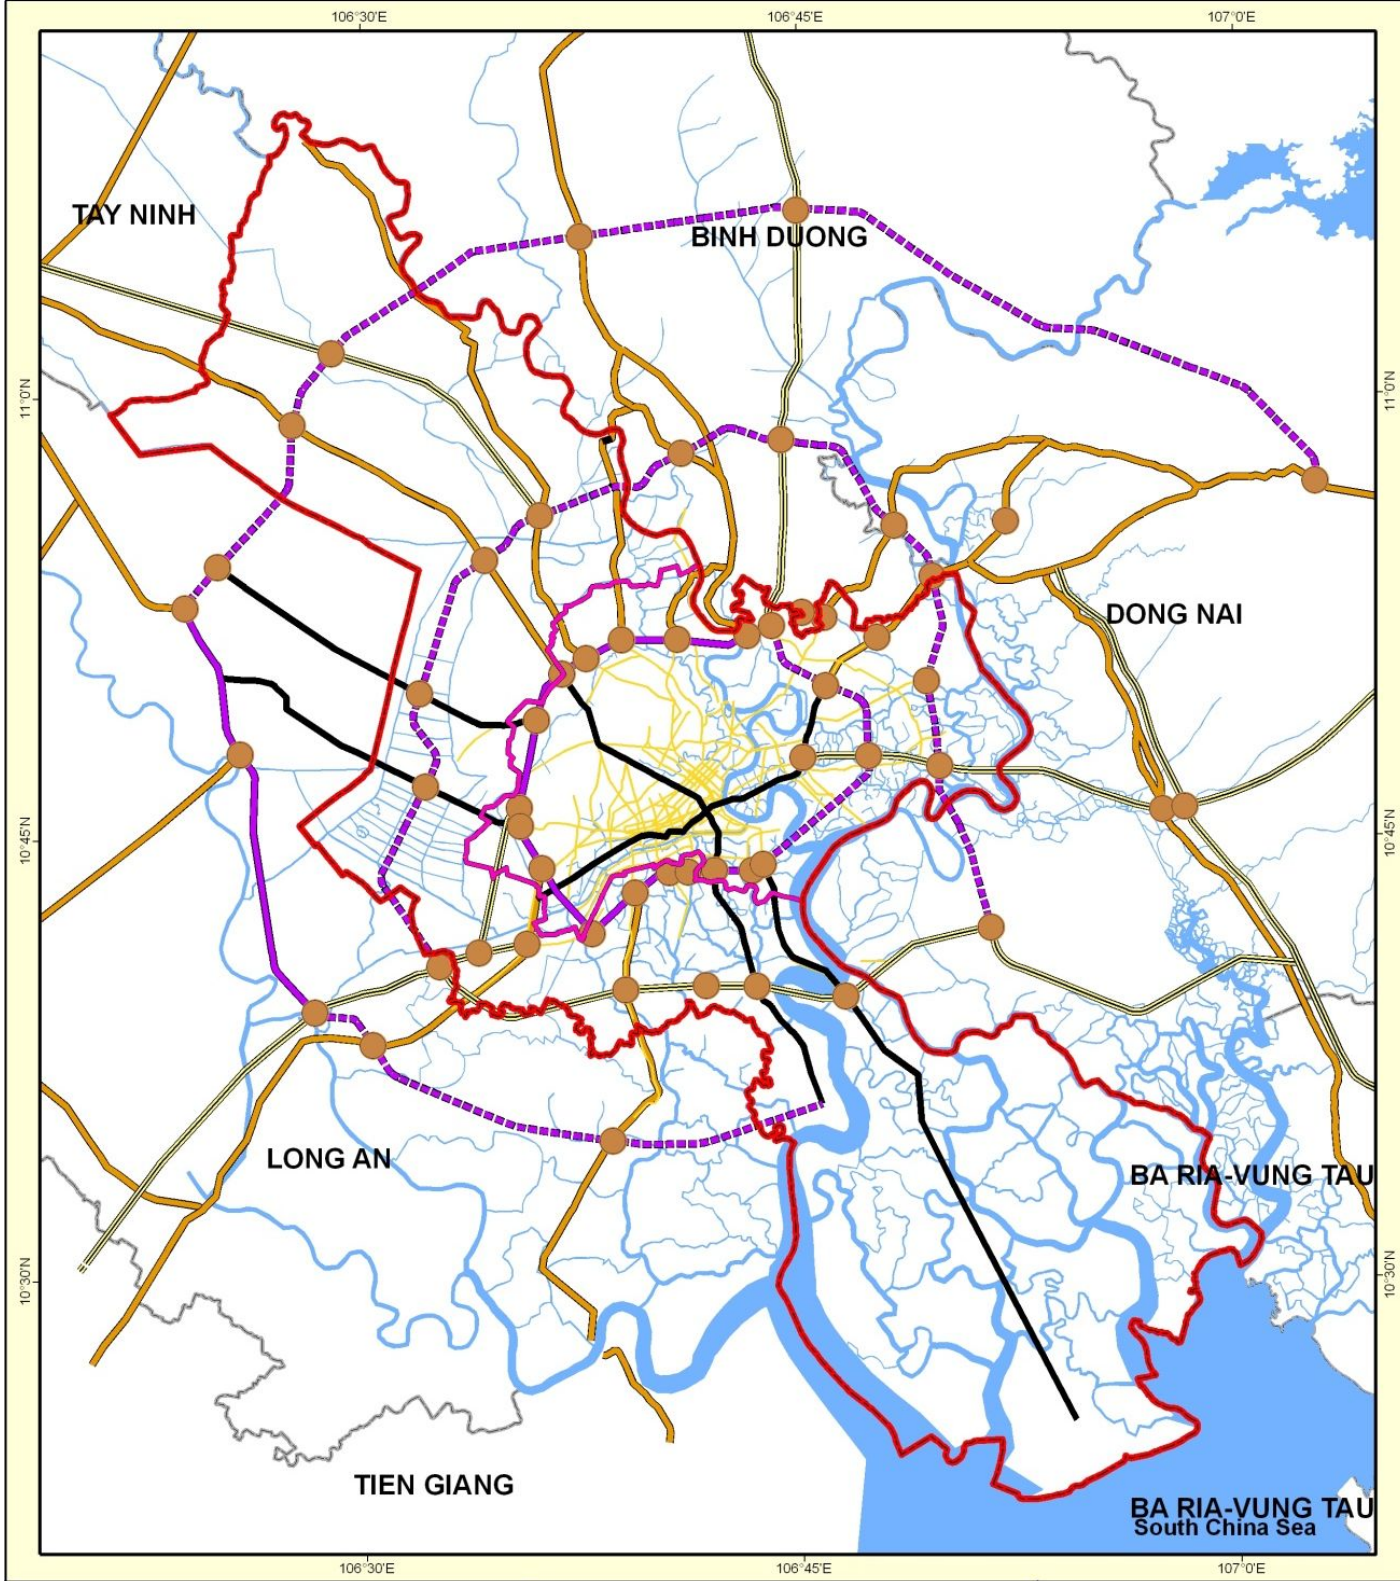 106°30'E
106°45'E
107°0'E
TAY NINH
BINH DUONG
11°0'N
11°0'N
DONG NAI
10°45'N
10°45'N
LONG AN
BA RIA-VUNG TAU
10°30'N
10°30'N
TIEN GIANG
BA RIA-VUNG TAU
South China Sea
106°30'E
106°45'E
107°0'E